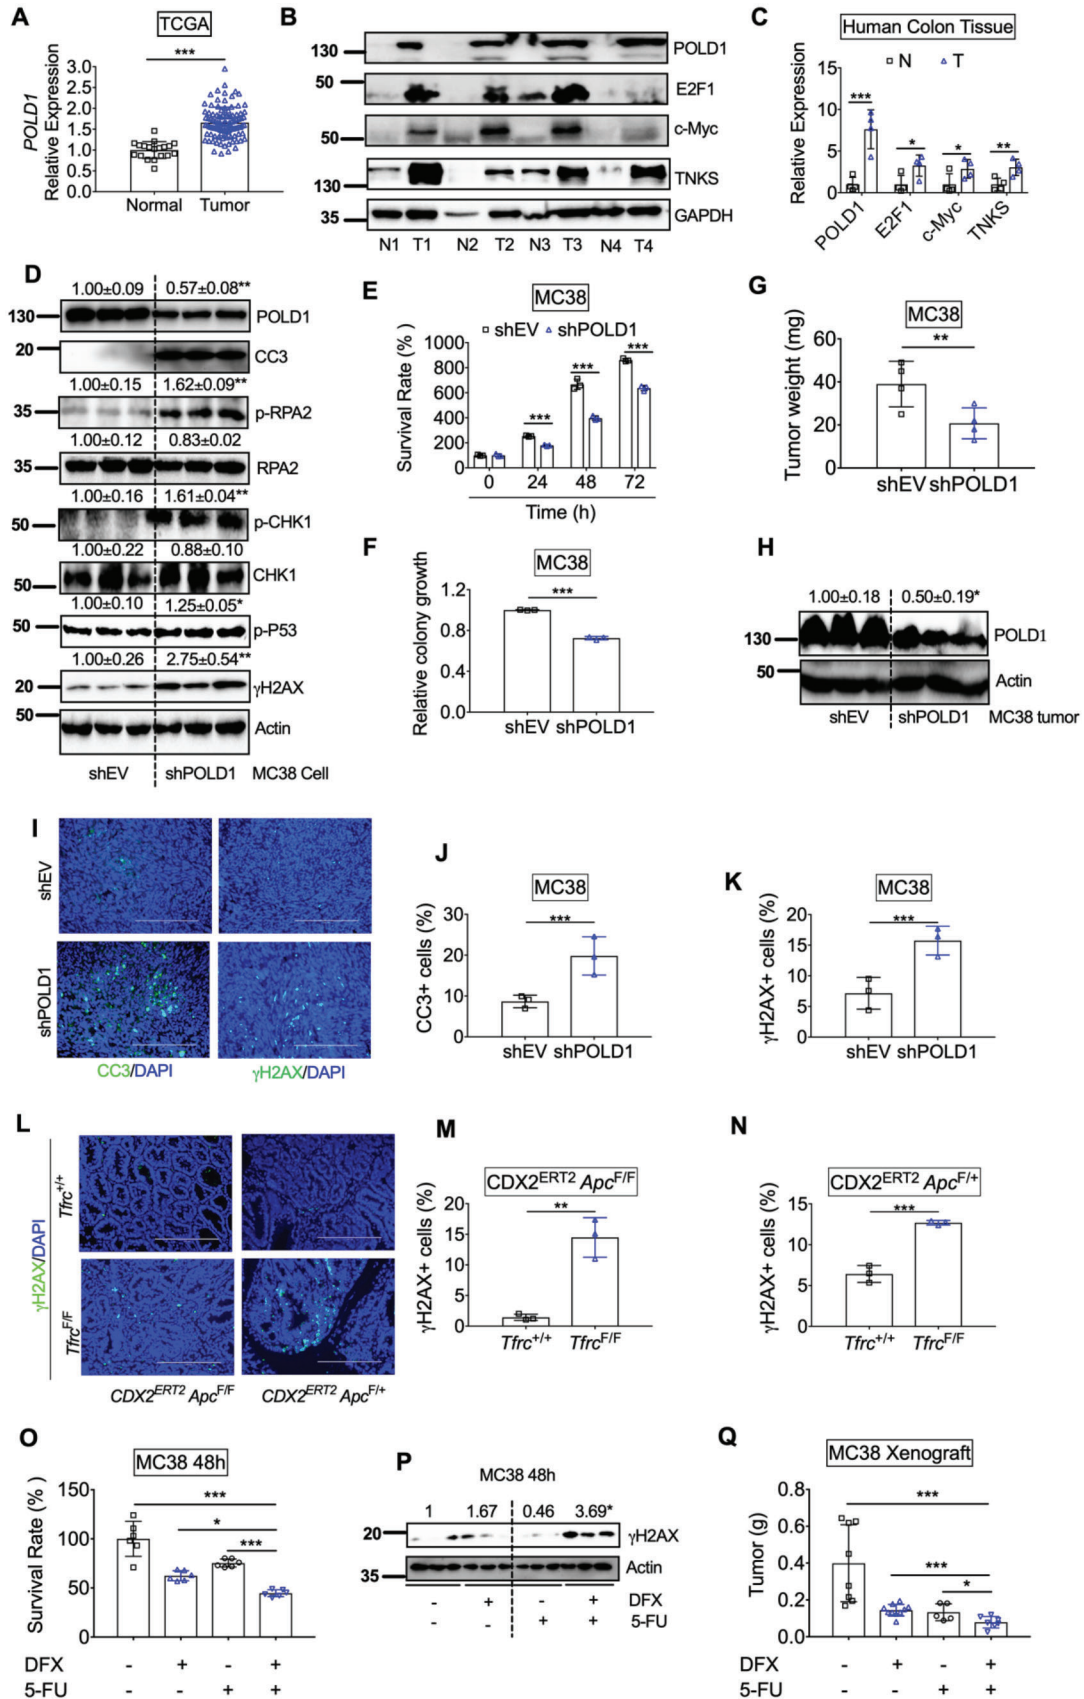 A
TCGA
***
POLD1
Relative Expression
3.0
2.5
2.0
1.5
1.0
0.5
0.0
Normal Tumor
B
130
50
50
130
35
POLD1
E2F1
c-Myc
TNKS
GAPDH
N1 T1 N2 T2 N3 T3 N4 T4
C
Human Colon Tissue
N T
Relative Expression
15
10
5
0
*** * * **
POLD1 E2F1 c-Myc TNKS
D
1.00±0.09 0.57±0.08**
130 POLD1
20 CC3
1.00±0.15 1.62±0.09**
35 p-RPA2
1.00±0.12 0.83±0.02
35 RPA2
1.00±0.16 1.61±0.04**
50 p-CHK1
1.00±0.22 0.88±0.10
50 CHK1
1.00±0.10 1.25±0.05*
50 p-P53
1.00±0.26 2.75±0.54**
20 γH2AX
50 Actin
shEV shPOLD1 MC38 Cell
E
MC38
shEV shPOLD1
Survival Rate (%)
1000
800
600
400
200
0
*** *** ***
0 24 48 72
Time (h)
F
MC38
Relative colony growth
1.2
0.8
0.4
0.0
***
shEV shPOLD1
G
MC38
Tumor weight (mg)
60
40
20
0
**
shEV shPOLD1
H
1.00±0.18 0.50±0.19*
130 POLD1
50 Actin
shEV shPOLD1 MC38 tumor
I
shEV
shPOLD1
CC3/DAPI γH2AX/DAPI
J
MC38
CC3+ cells (%)
30
20
10
0
***
shEV shPOLD1
K
MC38
γH2AX+ cells (%)
20
15
10
5
0
***
shEV shPOLD1
L
γH2AX/DAPI
Tfrc+/+
TfrcF/F
CDX2ERT2 ApcF/F CDX2ERT2 ApcF/+
M
CDX2ERT2 ApcF/F
γH2AX+ cells (%)
20
15
10
5
0
**
Tfrc+/+ TfrcF/F
N
CDX2ERT2 ApcF/+
γH2AX+ cells (%)
15
10
5
0
***
Tfrc+/+ TfrcF/F
O
MC38 48h
Survival Rate (% )
150
100
50
0
***
*
***
DFX - + - +
5-FU - - + +
P
MC38 48h
1 1.67 0.46 3.69*
20 γH2AX
35 Actin
- + - + DFX
- - + + 5-FU
Q
MC38 Xenograft
Tumor (g)
0.8
0.6
0.4
0.2
0.0
***
***
*
DFX - + - +
5-FU - - + +